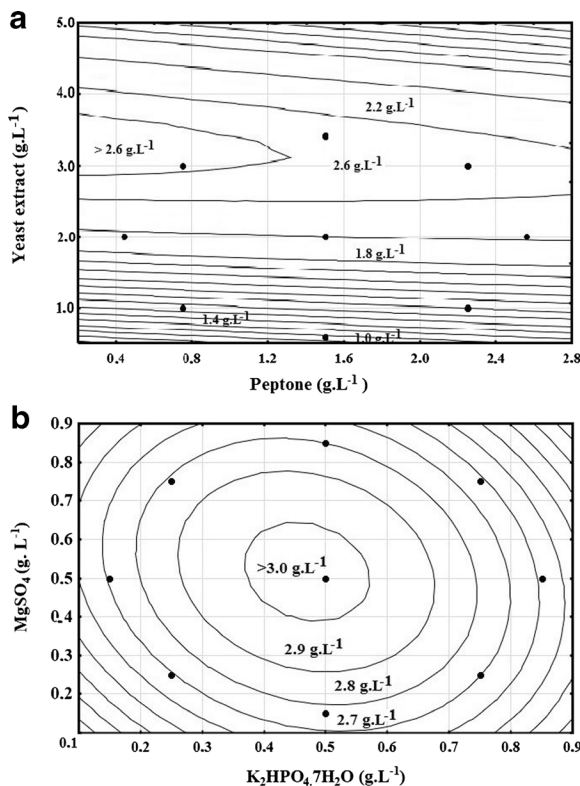 a
5.0
4.0
3.0
2.0
1.0
Yeast extract (g.L⁻¹)
2.2 g.L⁻¹
> 2.6 g.L⁻¹
2.6 g.L⁻¹
1.8 g.L⁻¹
1.4 g.L⁻¹
1.0 g.L⁻¹
0.4 1.2 1.6 2.0 2.6 2.8
Peptone (g.L⁻¹)
b
0.9
0.8
0.7
0.6
0.5
0.4
0.3
0.2
0.1
MgSO₄ (g. L⁻¹)
>3.0 g.L⁻¹
2.9 g.L⁻¹
2.8 g.L⁻¹
2.7 g.L⁻¹
0.1 0.2 0.3 0.4 0.5 0.6 0.7 0.8 0.9
K₂HPO₄.7H₂O (g.L⁻¹)